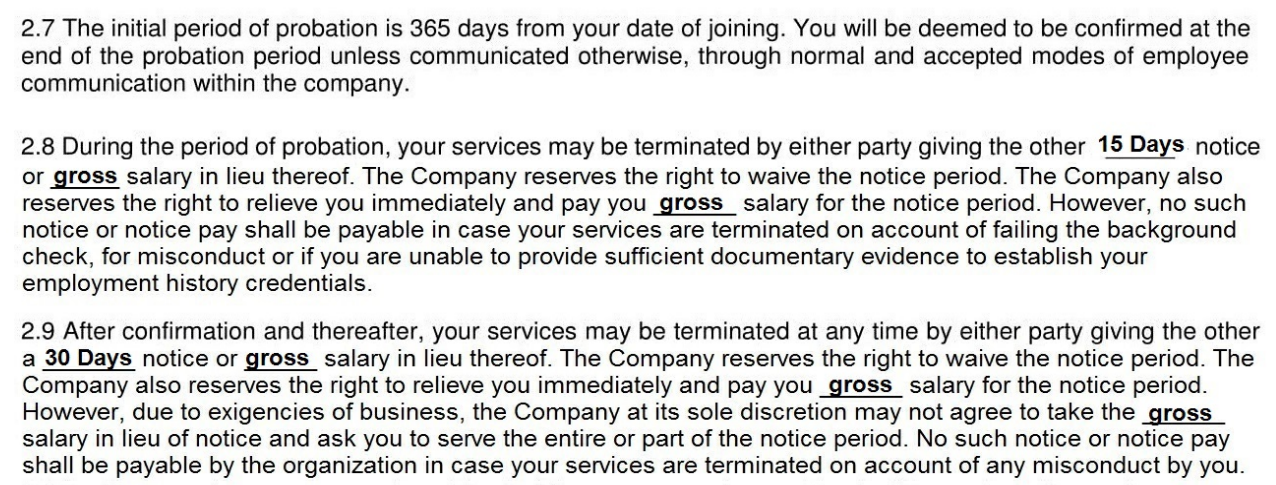 2.7 The initial period of probation is 365 days from your date of joining. You will be deemed to be confirmed at the
end of the probation period unless communicated otherwise, through normal and accepted modes of employee
communication within the company.
2.8 During the period of probation, your services may be terminated by either party giving the other 15 Days notice
or gross salary in lieu thereof. The Company reserves the right to waive the notice period. The Company also
reserves the right to relieve you immediately and pay you gross salary for the notice period. However, no such
notice or notice pay shall be payable in case your services are terminated on account of failing the background
check, for misconduct or if you are unable to provide sufficient documentary evidence to establish your
employment history credentials.
2.9 After confirmation and thereafter, your services may be terminated at any time by either party giving the other
a 30 Days notice or gross salary in lieu thereof. The Company reserves the right to waive the notice period. The
Company also reserves the right to relieve you immediately and pay you gross salary for the notice period.
However, due to exigencies of business, the Company at its sole discretion may not agree to take the gross
salary in lieu of notice and ask you to serve the entire or part of the notice period. No such notice or notice pay
shall be payable by the organization in case your services are terminated on account of any misconduct by you.